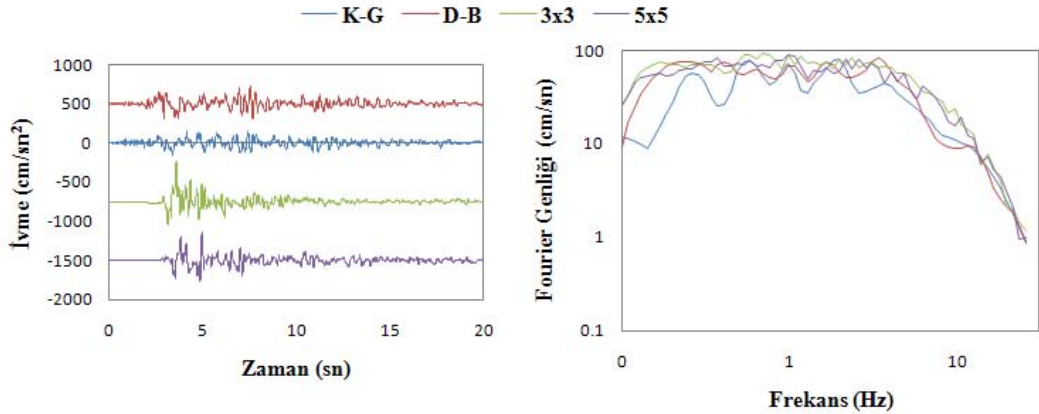 K-G D-B 3x3 5x5
İvme (cm/sn²)
1000
500
0
-500
-1000
-1500
-2000
0 5 10 15 20
Zaman (sn)
Fourier Genliği (cm/sn)
100
10
1
0.1
0 1 10
Frekans (Hz)